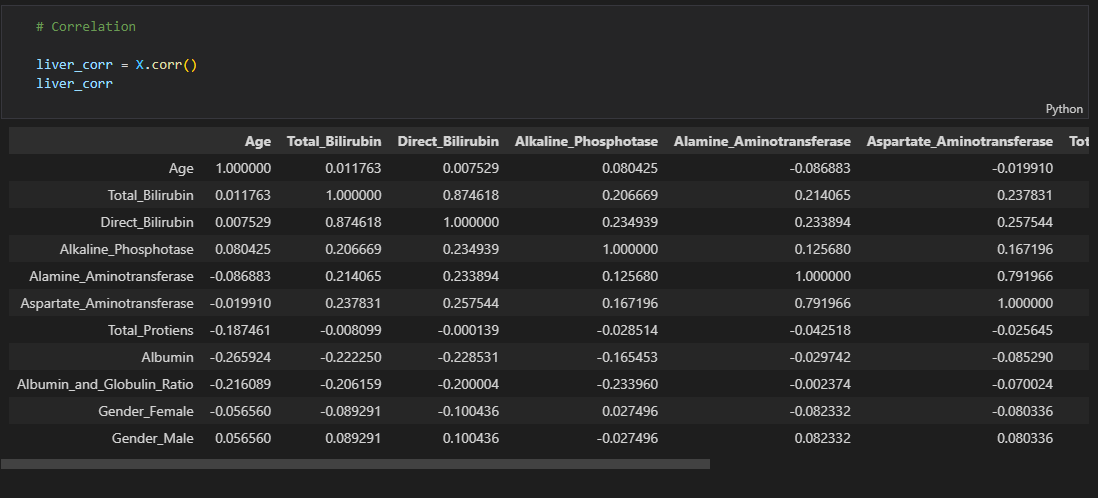 # Correlation
liver_corr = X.corr()
liver_corr
Python
Age Total_Bilirubin Direct_Bilirubin Alkaline_Phosphotase Alamine_Aminotransferase Aspartate_Aminotransferase Tot
Age 1.000000 0.011763 0.007529 0.080425 -0.086883 -0.019910
Total_Bilirubin 0.011763 1.000000 0.874618 0.206669 0.214065 0.237831
Direct_Bilirubin 0.007529 0.874618 1.000000 0.234939 0.233894 0.257544
Alkaline_Phosphotase 0.080425 0.206669 0.234939 1.000000 0.125680 0.167196
Alamine_Aminotransferase -0.086883 0.214065 0.233894 0.125680 1.000000 0.791966
Aspartate_Aminotransferase -0.019910 0.237831 0.257544 0.167196 0.791966 1.000000
Total_Protiens -0.187461 -0.008099 -0.000139 -0.028514 -0.042518 -0.025645
Albumin -0.265924 -0.222250 -0.228531 -0.165453 -0.029742 -0.085290
Albumin_and_Globulin_Ratio -0.216089 -0.206159 -0.200004 -0.233960 -0.002374 -0.070024
Gender_Female -0.056560 -0.089291 -0.100436 0.027496 -0.082332 -0.080336
Gender_Male 0.056560 0.089291 0.100436 -0.027496 0.082332 0.080336